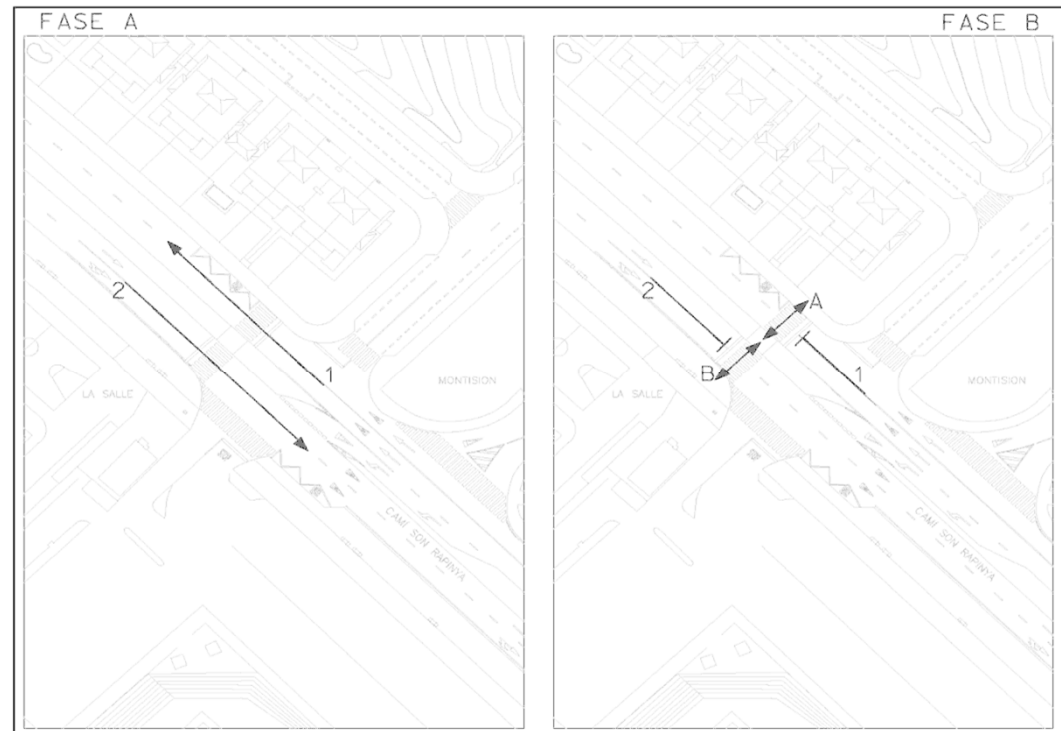 FASE A
FASE B
2
1
LA SALLE
MONTISION
CAMI SON RAPINYA
2
A
B
1
LA SALLE
MONTISION
CAMI SON RAPINYA